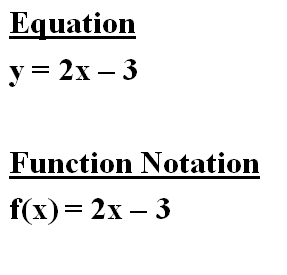 Equation
y = 2x – 3
Function Notation
f(x) = 2x – 3